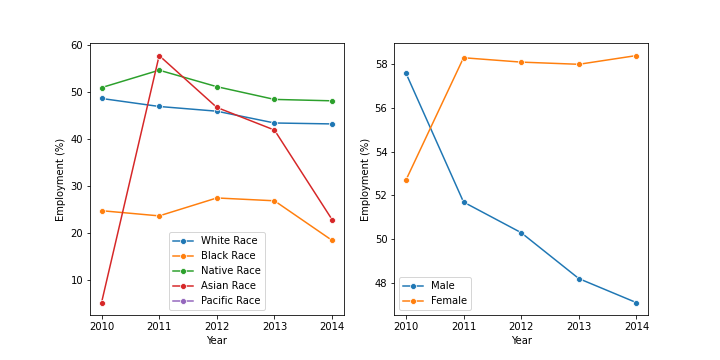 60
50
40
30
20
10
Employment (%)
2010 2011 2012 2013 2014
Year
White Race
Black Race
Native Race
Asian Race
Pacific Race
58
56
54
52
50
48
Employment (%)
2010 2011 2012 2013 2014
Year
Male
Female